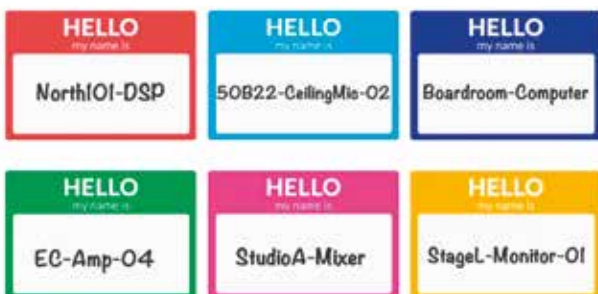 HELLO
my name is
North101-DSP
HELLO
my name is
50B22-CeilingMic-02
HELLO
my name is
Boardroom-Computer
HELLO
my name is
EC-Amp-04
HELLO
my name is
StudioA-Mixer
HELLO
my name is
StageL-Monitor-01